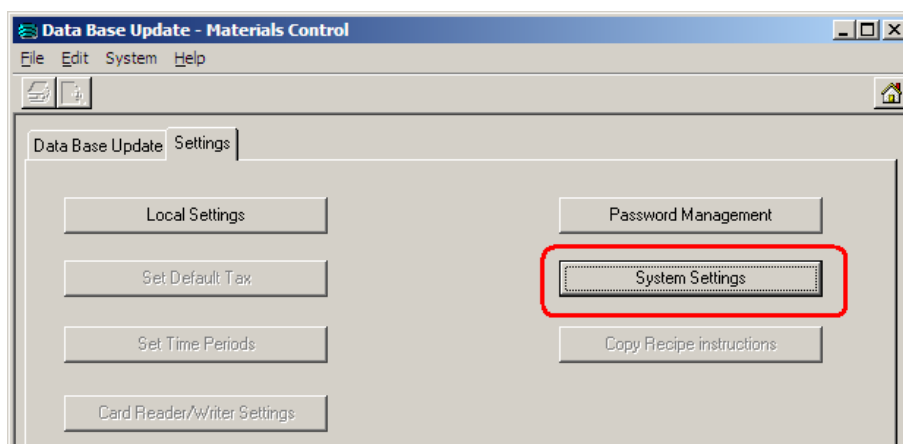 Data Base Update - Materials Control
File Edit System Help
Data Base Update Settings
Local Settings Password Management
Set Default Tax System Settings
Set Time Periods Copy Recipe instructions
Card Reader/Writer Settings